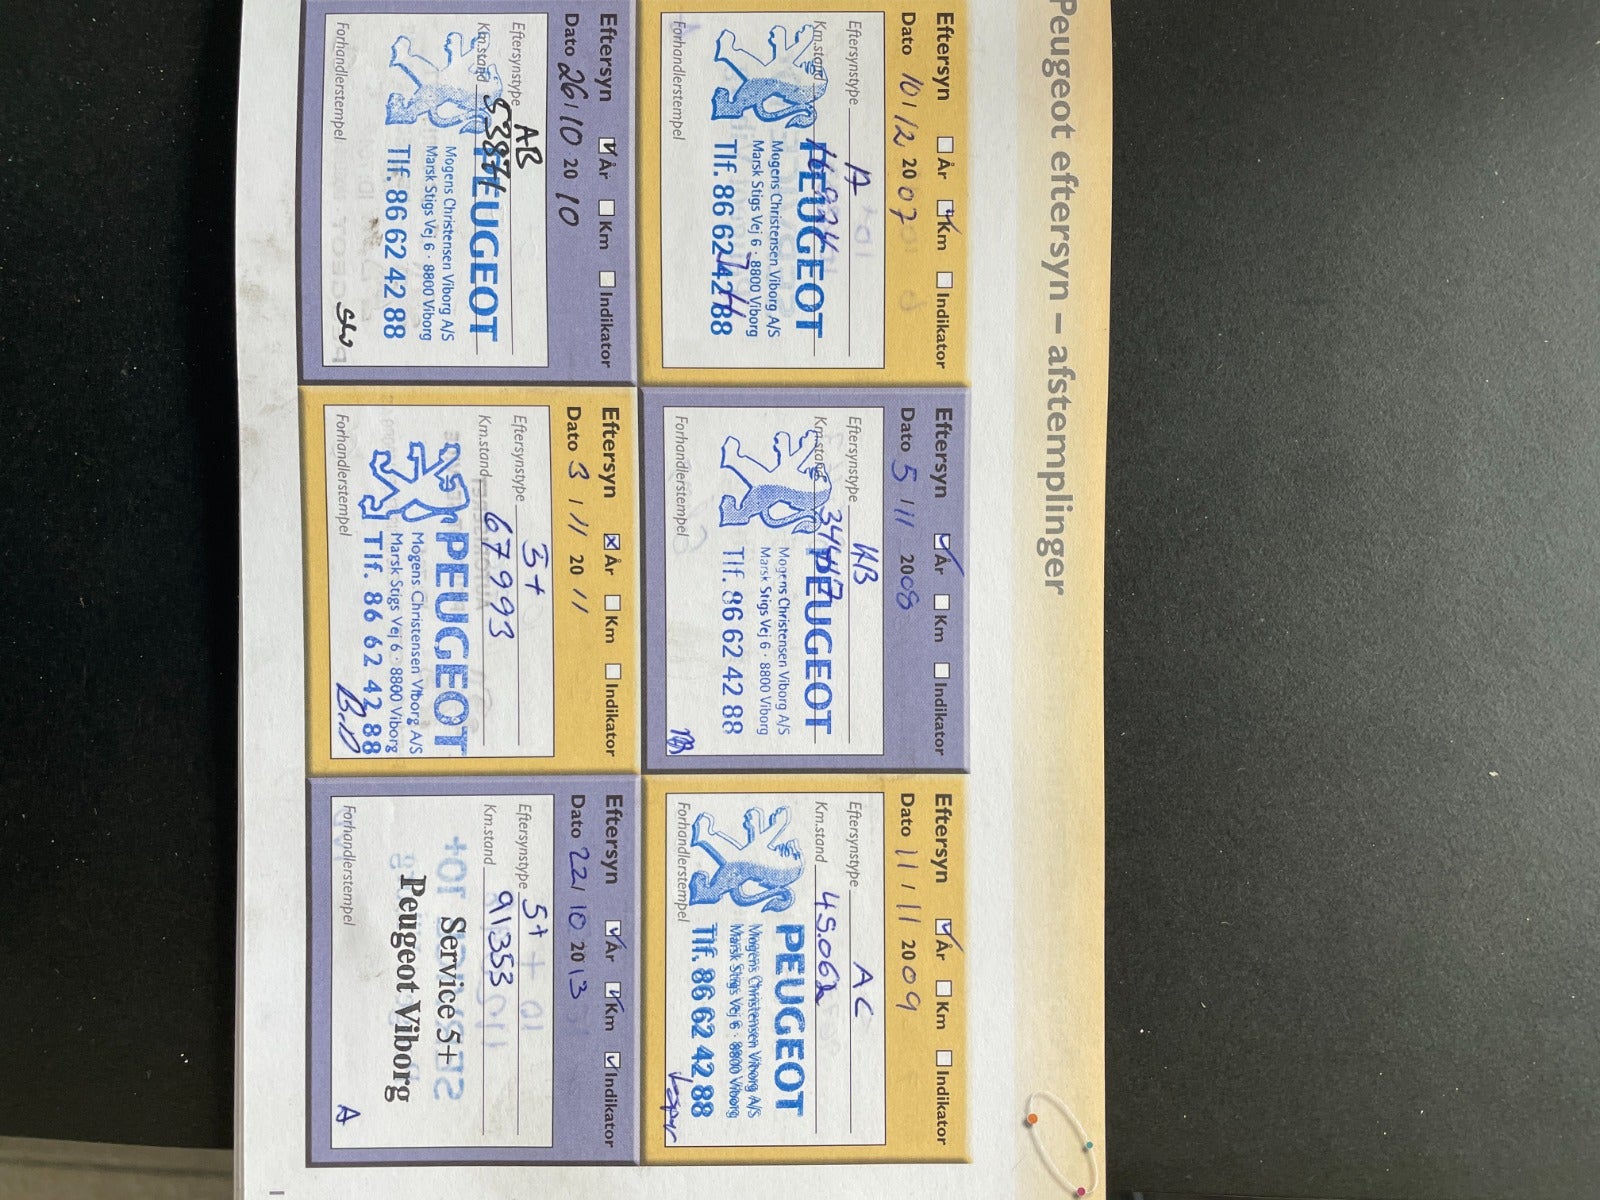 Peugeot eftersyn – afstemplinger
Eftersyn År Km Indikator
Dato 10/12 2007
Eftersynstype A
Km.stand
PEUGEOT
Mogens Christensen Viborg A/S
Marsk Stigs Vej 6 · 8800 Viborg
Tlf. 86 62 42 88
Forhandlerstempel
Eftersyn År Km Indikator
Dato 5/11 2008
Eftersynstype
Km.stand 34447
PEUGEOT
Mogens Christensen Viborg A/S
Marsk Stigs Vej 6 · 8800 Viborg
Tlf. 86 62 42 88
Forhandlerstempel
Eftersyn År Km Indikator
Dato 11/11 2009
Eftersynstype AC
Km.stand 45.062
PEUGEOT
Mogens Christensen Viborg A/S
Marsk Stigs Vej 6 · 8800 Viborg
Tlf. 86 62 42 88
Forhandlerstempel
Eftersyn År Km Indikator
Dato 26/10 2010
Eftersynstype AB
Km.stand 53871
PEUGEOT
Mogens Christensen Viborg A/S
Marsk Stigs Vej 6 · 8800 Viborg
Tlf. 86 62 42 88
Forhandlerstempel
Eftersyn År Km Indikator
Dato 3/11 2011
Eftersynstype 3+
Km.stand 67993
PEUGEOT
Mogens Christensen Viborg A/S
Marsk Stigs Vej 6 · 8800 Viborg
Tlf. 86 62 42 88
Forhandlerstempel
Eftersyn År Km Indikator
Dato 22/10 2013
Eftersynstype 5+
Km.stand 91353
Service 5+
Peugeot Viborg
Forhandlerstempel A